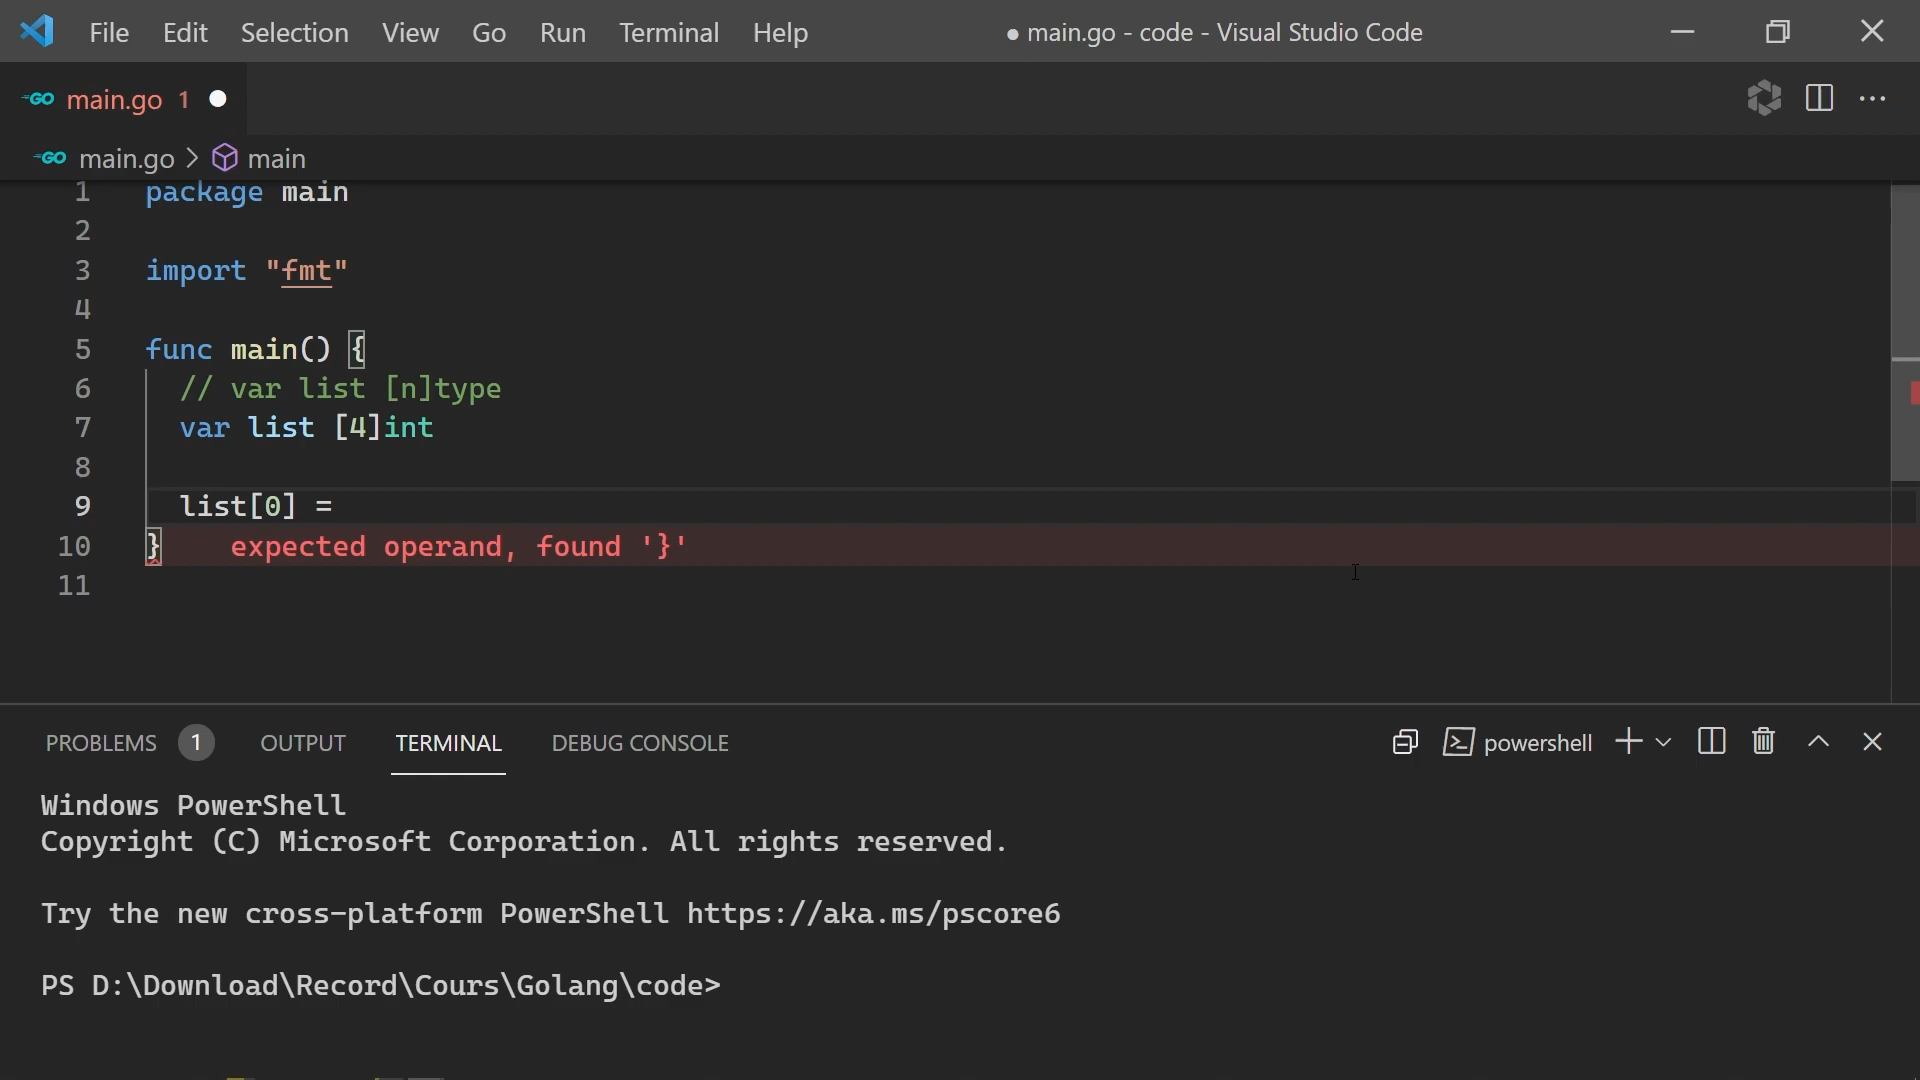 File Edit Selection View Go Run Terminal Help ● main.go - code - Visual Studio Code
GO main.go 1
GO main.go > main
1 package main
2
3 import "fmt"
4
5 func main() {
6 // var list [n]type
7 var list [4]int
8
9 list[0] =
10 } expected operand, found '}'
11
PROBLEMS 1 OUTPUT TERMINAL DEBUG CONSOLE powershell
Windows PowerShell
Copyright (C) Microsoft Corporation. All rights reserved.
Try the new cross-platform PowerShell https://aka.ms/pscore6
PS D:\Download\Record\Cours\Golang\code>